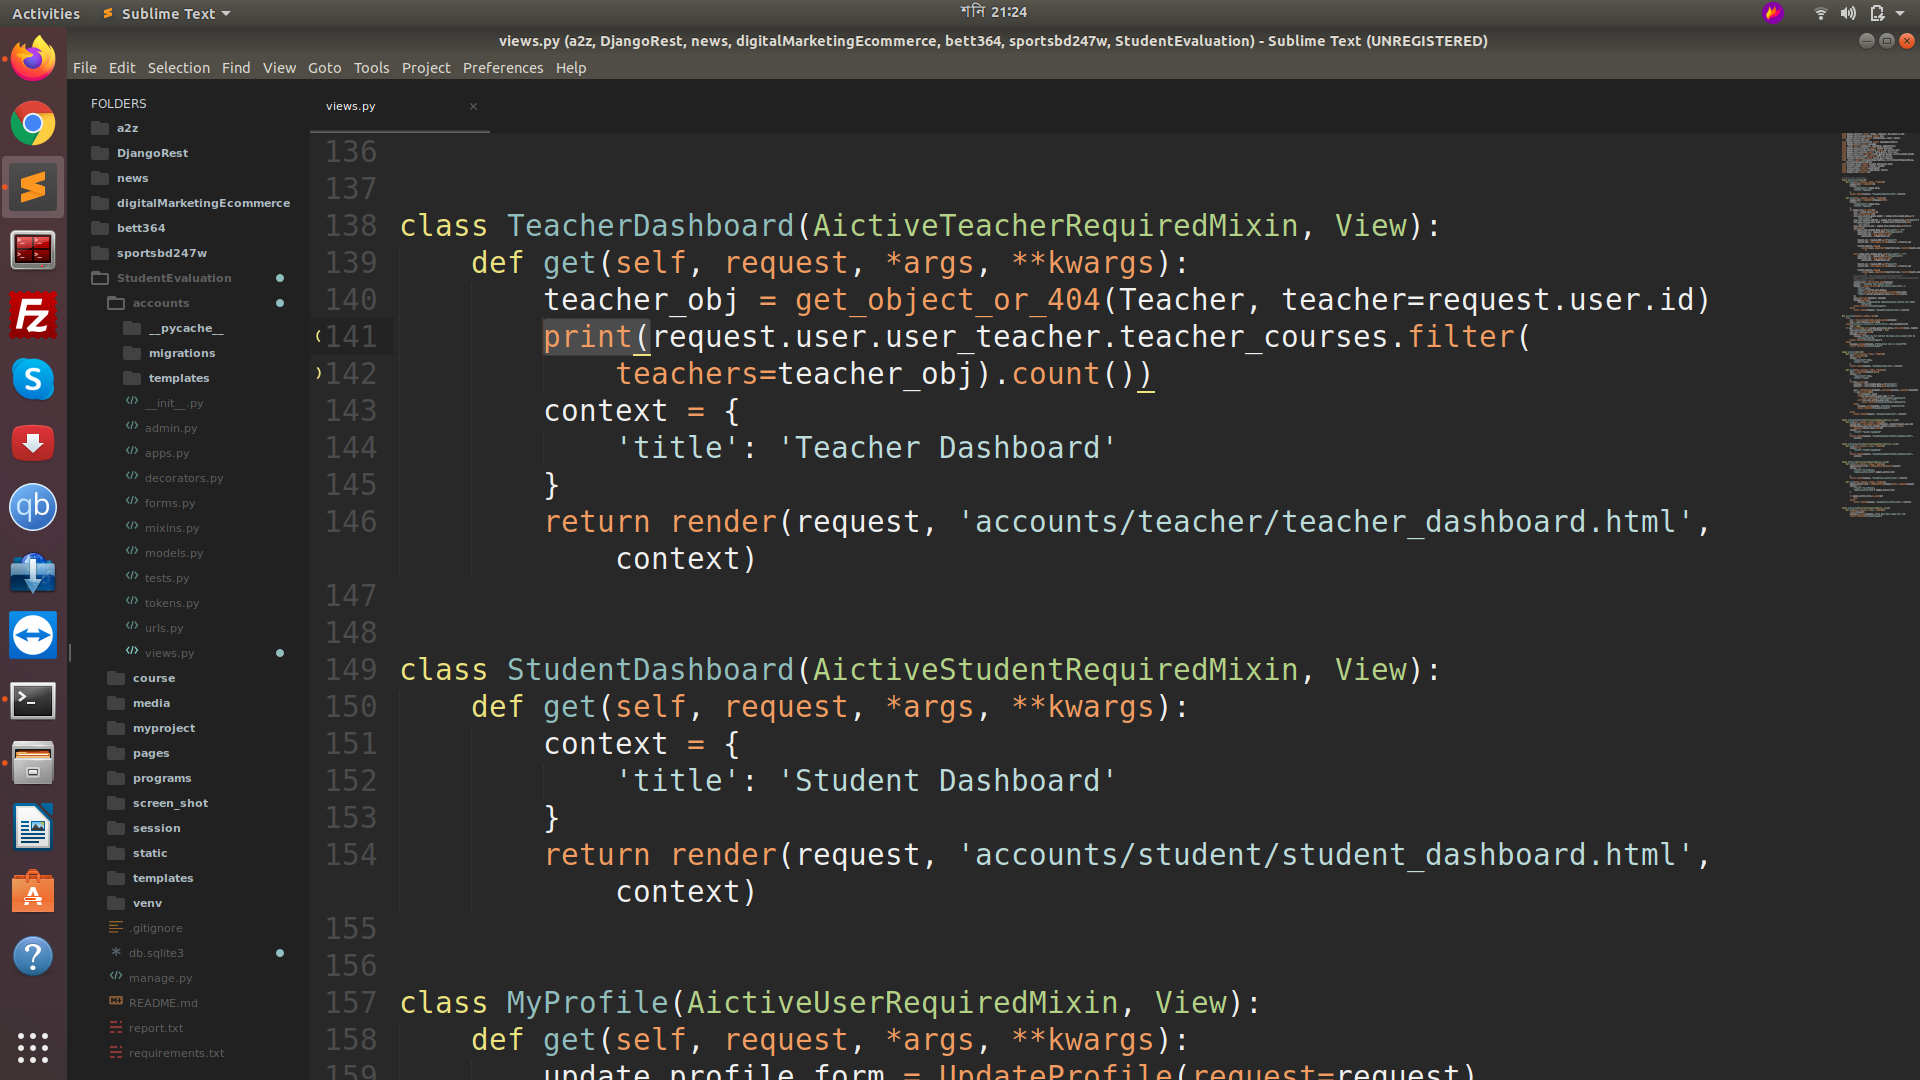 Activities
Sublime Text
শনি 21:24
views.py (a2z, DjangoRest, news, digitalMarketingEcommerce, bett364, sportsbd247w, StudentEvaluation) - Sublime Text (UNREGISTERED)
File Edit Selection Find View Goto Tools Project Preferences Help
FOLDERS
a2z
DjangoRest
news
digitalMarketingEcommerce
bett364
sportsbd247w
StudentEvaluation
accounts
__pycache__
migrations
templates
__init__.py
admin.py
apps.py
decorators.py
forms.py
mixins.py
models.py
tests.py
tokens.py
urls.py
views.py
course
media
myproject
pages
programs
screen_shot
session
static
templates
venv
.gitignore
db.sqlite3
manage.py
README.md
report.txt
requirements.txt
views.py
136
137
138 class TeacherDashboard(AictiveTeacherRequiredMixin, View):
139 def get(self, request, *args, **kwargs):
140 teacher_obj = get_object_or_404(Teacher, teacher=request.user.id)
141 print(request.user.user_teacher.teacher_courses.filter(
142 teachers=teacher_obj).count())
143 context = {
144 'title': 'Teacher Dashboard'
145 }
146 return render(request, 'accounts/teacher/teacher_dashboard.html',
context)
147
148
149 class StudentDashboard(AictiveStudentRequiredMixin, View):
150 def get(self, request, *args, **kwargs):
151 context = {
152 'title': 'Student Dashboard'
153 }
154 return render(request, 'accounts/student/student_dashboard.html',
context)
155
156
157 class MyProfile(AictiveUserRequiredMixin, View):
158 def get(self, request, *args, **kwargs):
159 update_profile_form = UpdateProfile(request=request)